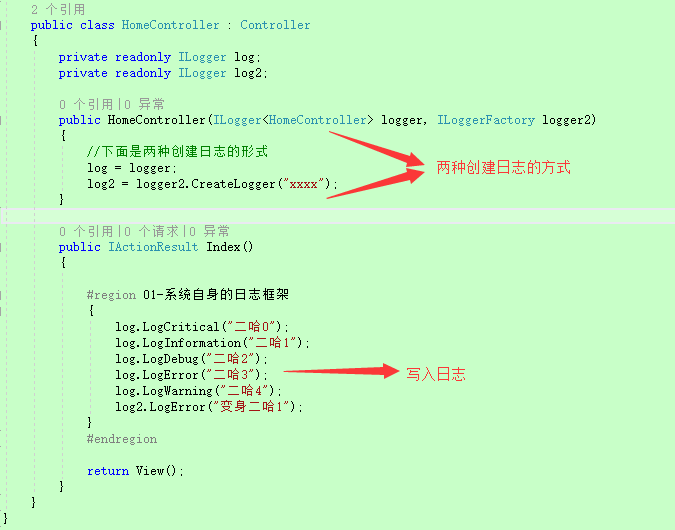 2 个引用
public class HomeController : Controller
{
private readonly ILogger log;
private readonly ILogger log2;
0 个引用|0 异常
public HomeController(ILogger<HomeController> logger, ILoggerFactory logger2)
{
//下面是两种创建日志的形式
log = logger;
log2 = logger2.CreateLogger("xxxx");
}
两种创建日志的方式
0 个引用|0 个请求|0 异常
public IActionResult Index()
{
#region 01-系统自身的日志框架
{
log.LogCritical("二哈0");
log.LogInformation("二哈1");
log.LogDebug("二哈2");
log.LogError("二哈3");
log.LogWarning("二哈4");
log2.LogError("变身二哈1");
}
写入日志
#endregion
return View();
}
}
}